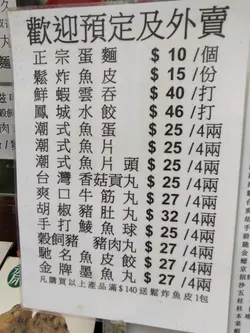 歡迎預定及外賣
正宗蛋麵 $10/個
鬆炸魚皮 $15/份
鮮蝦雲吞 $40/打
鳳城水餃 $46/打
潮式魚蛋 $25/4兩
潮式魚片 $25/4兩
潮式魚片頭 $25/4兩
台灣香菇貢丸 $25/4兩
爽口牛筋丸 $27/4兩
胡椒豬肚丸 $32/4兩
手打鯪魚球 $25/4兩
穀飼豬豬肉丸 $27/4兩
馳名魚皮餃 $27/4兩
金牌墨魚丸 $27/4兩
凡購買以上產品滿$140送鬆炸魚皮1包